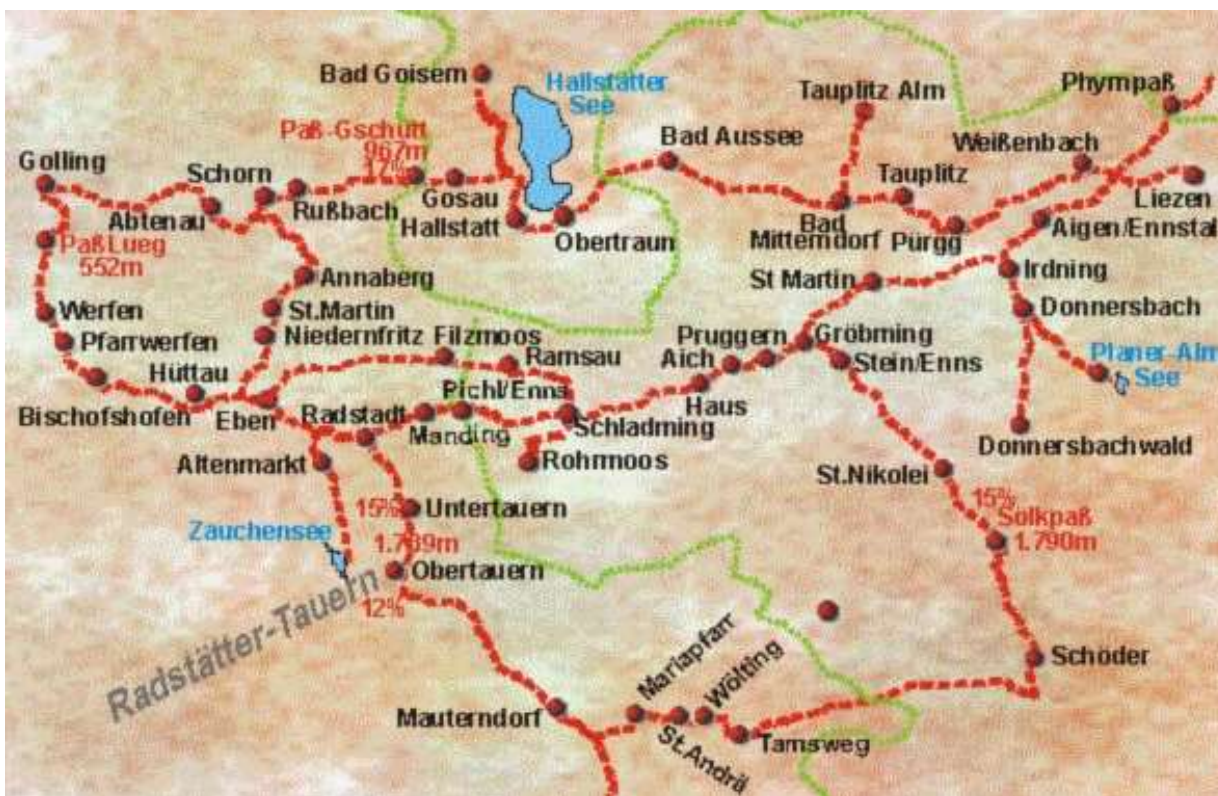 Bad Goisern
Hallstätter
See
Tauplitz Alm
Phympaß
Paß-Gschütt
967m
17%
Bad Aussee
Weißenbach
Golling
Schorn
Gosau
Tauplitz
Liezen
Abtenau
Rußbach
Hallstatt
Obertraun
Bad
Mitterndorf
Pürgg
Aigen/Ennstal
Paß Lueg
552m
Annaberg
St Martin
Irdning
Werfen
St.Martin
Donnersbach
Pfarrwerfen
Niedernfritz
Filzmoos
Ramsau
Pruggern
Gröbming
Aich
Stein/Enns
Planer-Alm
See
Hüttau
Pichl/Enns
Haus
Bischofshofen
Eben
Radstadt
Manding
Schladming
Donnersbachwald
Altenmarkt
Rohrmoos
St.Nikolei
15%
Sölkpaß
1.790m
15%
Untertauern
Zauchensee
1.739m
Obertauern
12%
Radstätter-Tauern
Mariapfarr
Wölting
Schöder
Mauterndorf
St.Andrä
Tamsweg